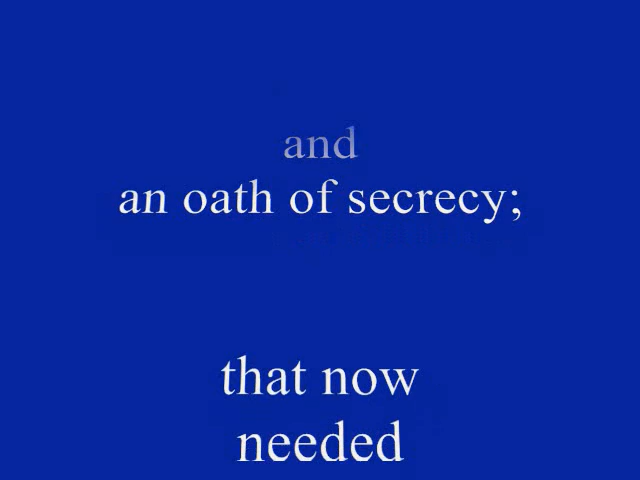 and
an oath of secrecy;
that now
needed